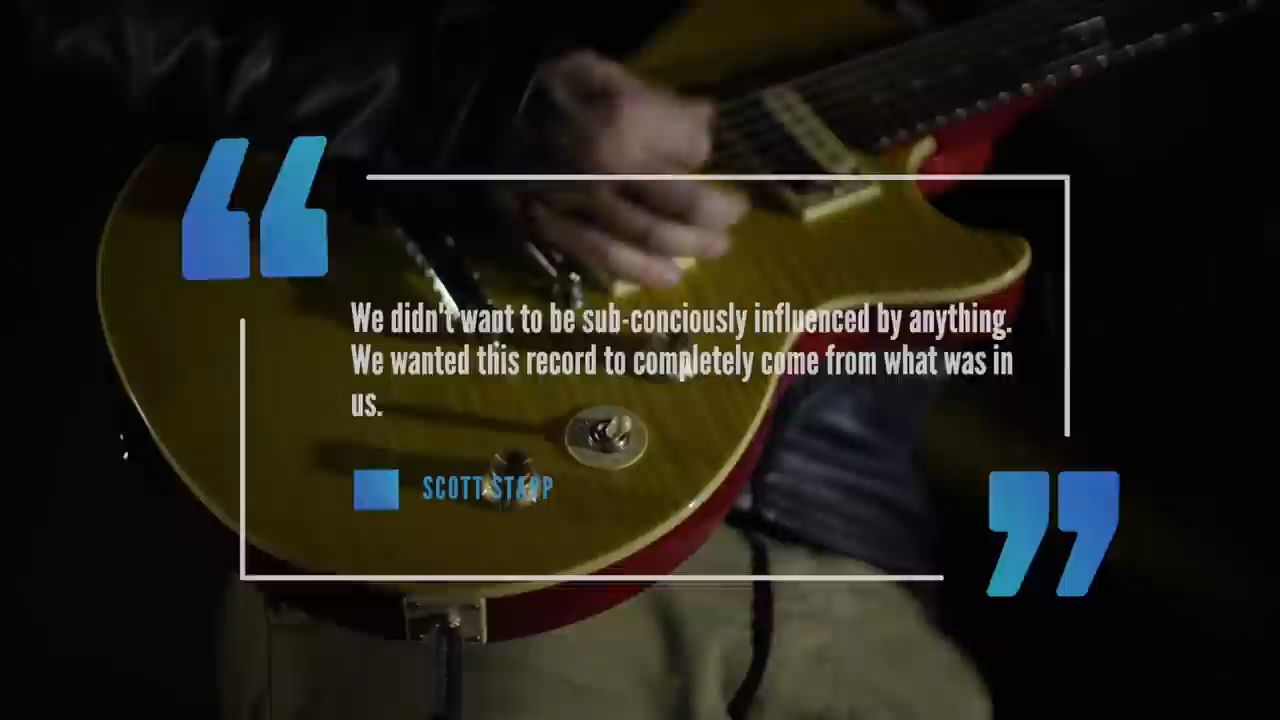 We didn't want to be sub-conciously influenced by anything.
We wanted this record to completely come from what was in
us.
SCOTT STAPP